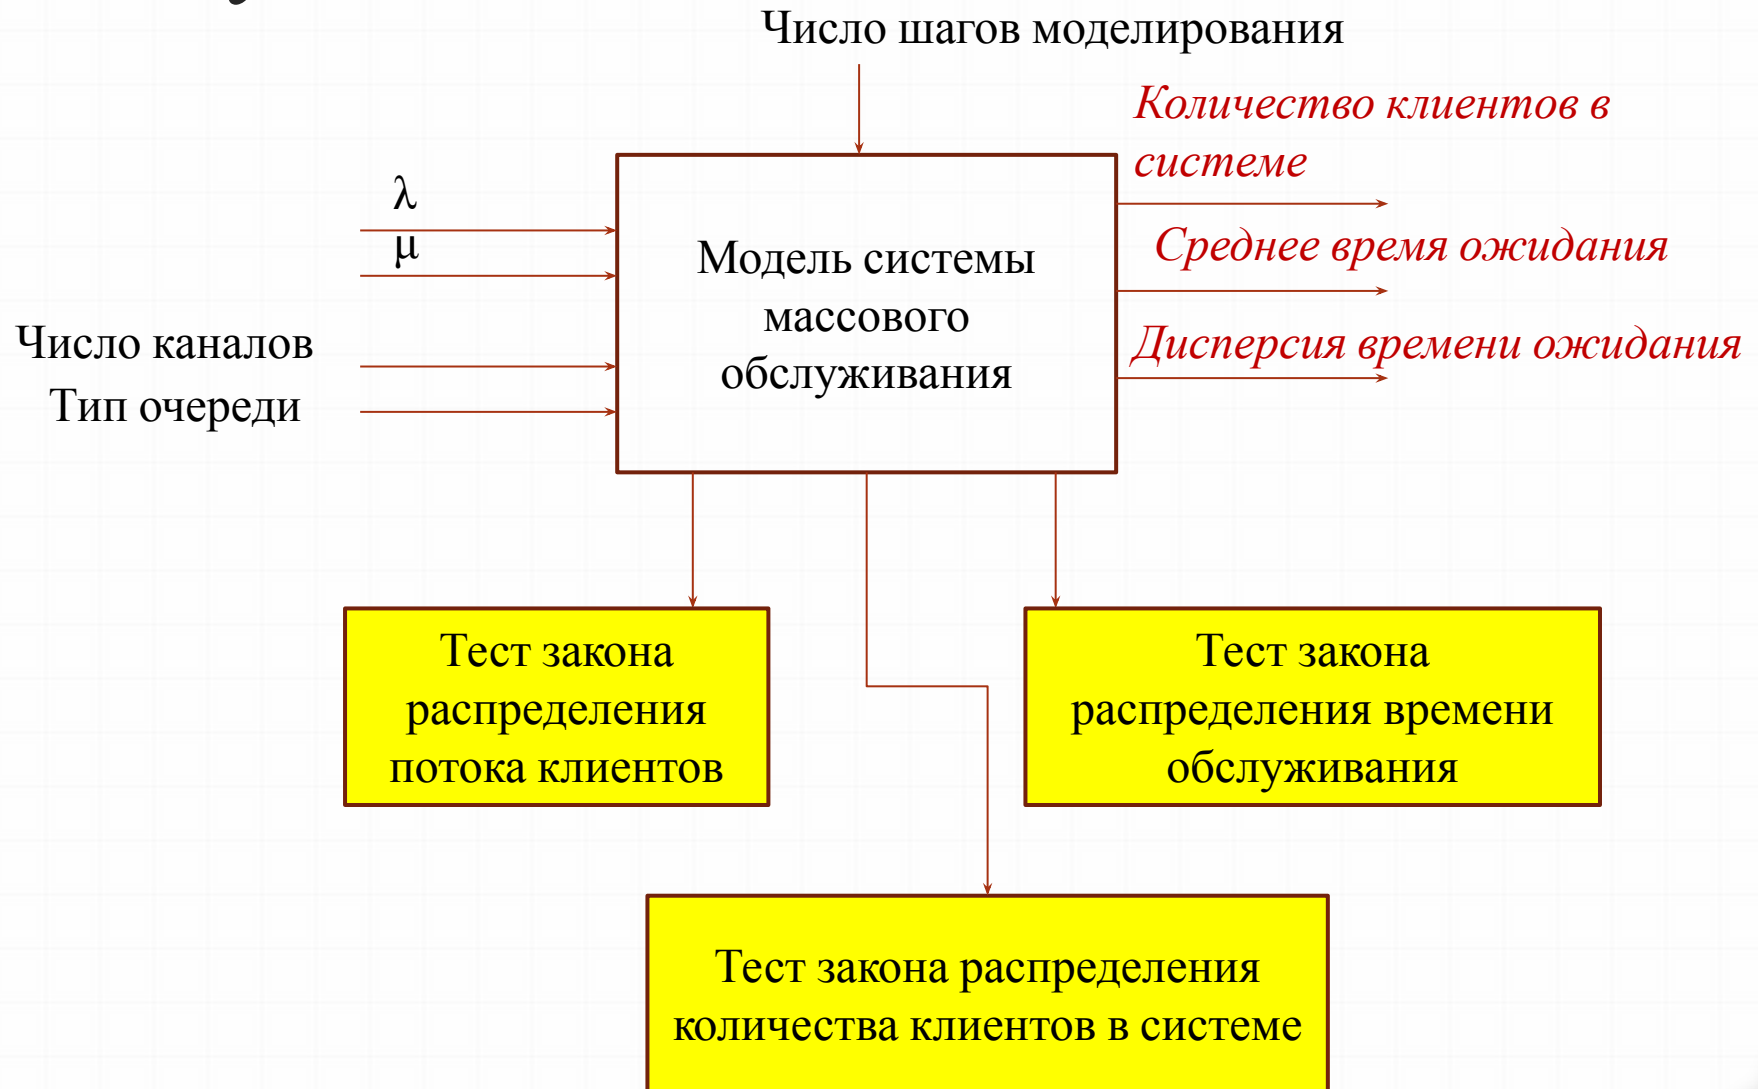 Число шагов моделирования
Количество клиентов в
системе
λ
μ
Число каналов
Тип очереди
Модель системы
массового
обслуживания
Среднее время ожидания
Дисперсия времени ожидания
Тест закона
распределения
потока клиентов
Тест закона
распределения времени
обслуживания
Тест закона распределения
количества клиентов в системе